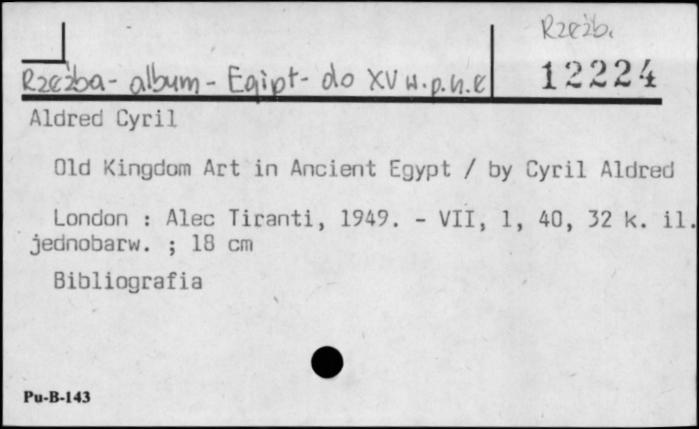 Rzeźb.
Rzeźba - album - Egipt - do XV w.p.n.e
12224
Aldred Cyril
Old Kingdom Art in Ancient Egypt / by Cyril Aldred
London : Alec Tiranti, 1949. - VII, 1, 40, 32 k. il.
jednobarw. ; 18 cm
Bibliografia
Pu-B-143